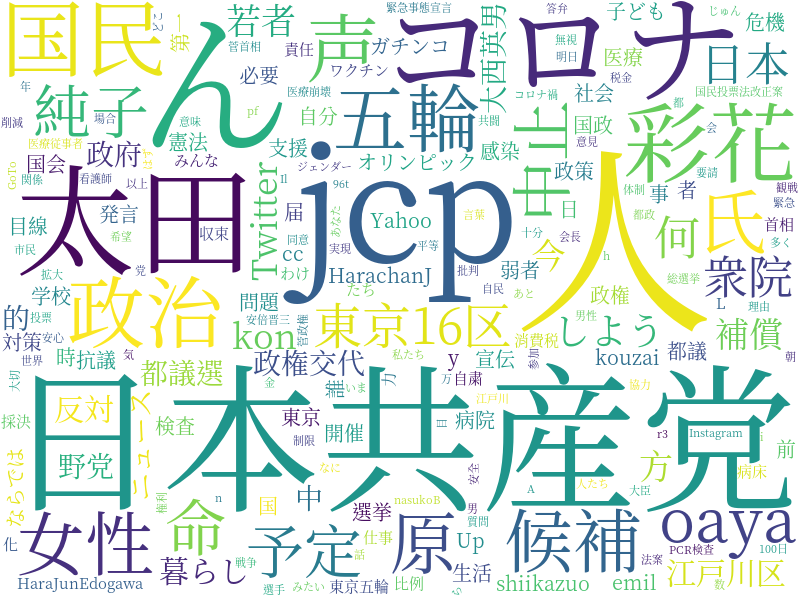 国民
ん
若者
声
コロナ
緊急事態宣言
答弁
子ども
じゅん
危機
こと
第一
菅首相
責任
ガチンコ
ワクチン
大西英男
無視
明日
医療
日本
税金
必要
医療崩壊
コロナ禍
社会
国民投票法改正案
年
純子
pf
自分
五輪
共闘
中止
都
彩花
削減
場合
意味
憲法
支援
感染
国政
意見
会
医療従事者
はず
政府
みんな
ジェンダー
オリンピック
政策
要請
GoTo
国会
関係
看護師
以上
Il
96t
体制
事
者
観戦
緊急
太田
jcp
人
目線
発言
届
Twitter
あなた
Yahoo
言葉
日
都政
何
氏
首相
市民
希望
収束
同意
実現
平等
十分
会長
今
多く
拡大
党
cc
HarachanJ
批判
弱者
h
総選挙
衆院
学校
わけ
たち
自民
あと
政権
L
理由
投票
政治
問題
的
安倍晋三
菅政権
東京16区
男性
消費税
しよう
補償
対策
安心
kon
世界
時
抗議
気
政権交代
私たち
y
宣伝
参加
kouzai
都議
朝
大切
都議選
誰
いま
力
万
自粛
金
協力
日本共産党
採決
反対
ニュース
検査
東京
江戸川
病院
r3
Instagram
i
制限
開催
前
ならでは
野党
なに
日
安全
方
病床
人たち
化
女性
n
権利
国
中
選挙
nasukoB
A
大臣
命
予定
原
仕事
男
質問
候補
oaya
戦争
話
Up
法案
PCR検査
100日
HaraJunEdogawa
暮らし
選手
みたい
東京五輪
比例
生活
ら
shiikazuo
emil
江戸川区
数